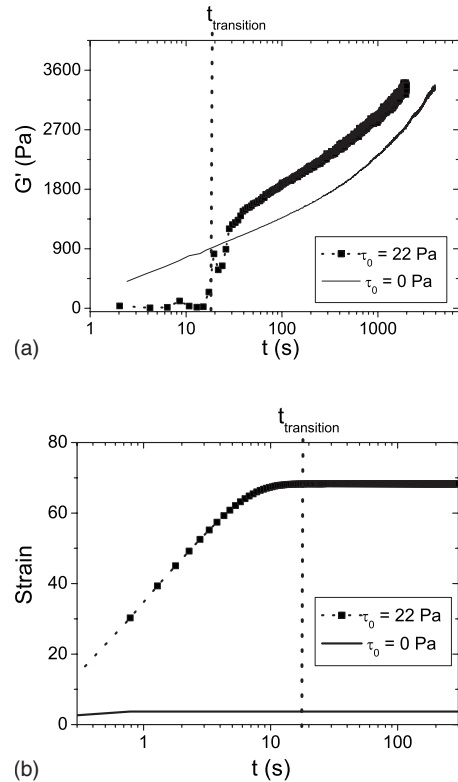 t_transition
3600
2700
1800
900
0
G' (Pa)
τ₀ = 22 Pa
τ₀ = 0 Pa
1 10 100 1000
t (s)
(a)
t_transition
80
60
40
20
0
Strain
τ₀ = 22 Pa
τ₀ = 0 Pa
1 10 100
t (s)
(b)